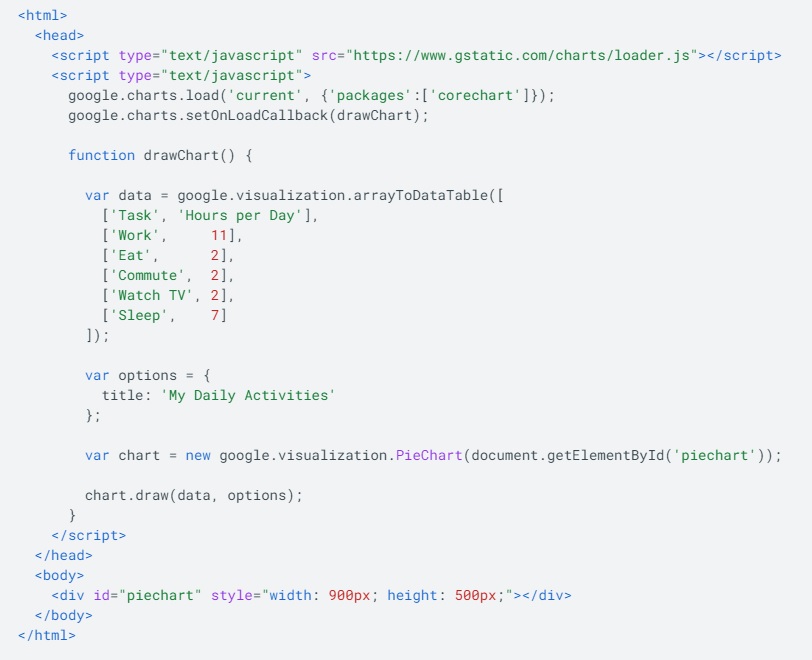 <html>
  <head>
    <script type="text/javascript" src="https://www.gstatic.com/charts/loader.js"></script>
    <script type="text/javascript">
      google.charts.load('current', {'packages':['corechart']});
      google.charts.setOnLoadCallback(drawChart);

      function drawChart() {

        var data = google.visualization.arrayToDataTable([
          ['Task', 'Hours per Day'],
          ['Work',     11],
          ['Eat',      2],
          ['Commute',  2],
          ['Watch TV', 2],
          ['Sleep',    7]
        ]);

        var options = {
          title: 'My Daily Activities'
        };

        var chart = new google.visualization.PieChart(document.getElementById('piechart'));

        chart.draw(data, options);
      }
    </script>
  </head>
  <body>
    <div id="piechart" style="width: 900px; height: 500px;"></div>
  </body>
</html>